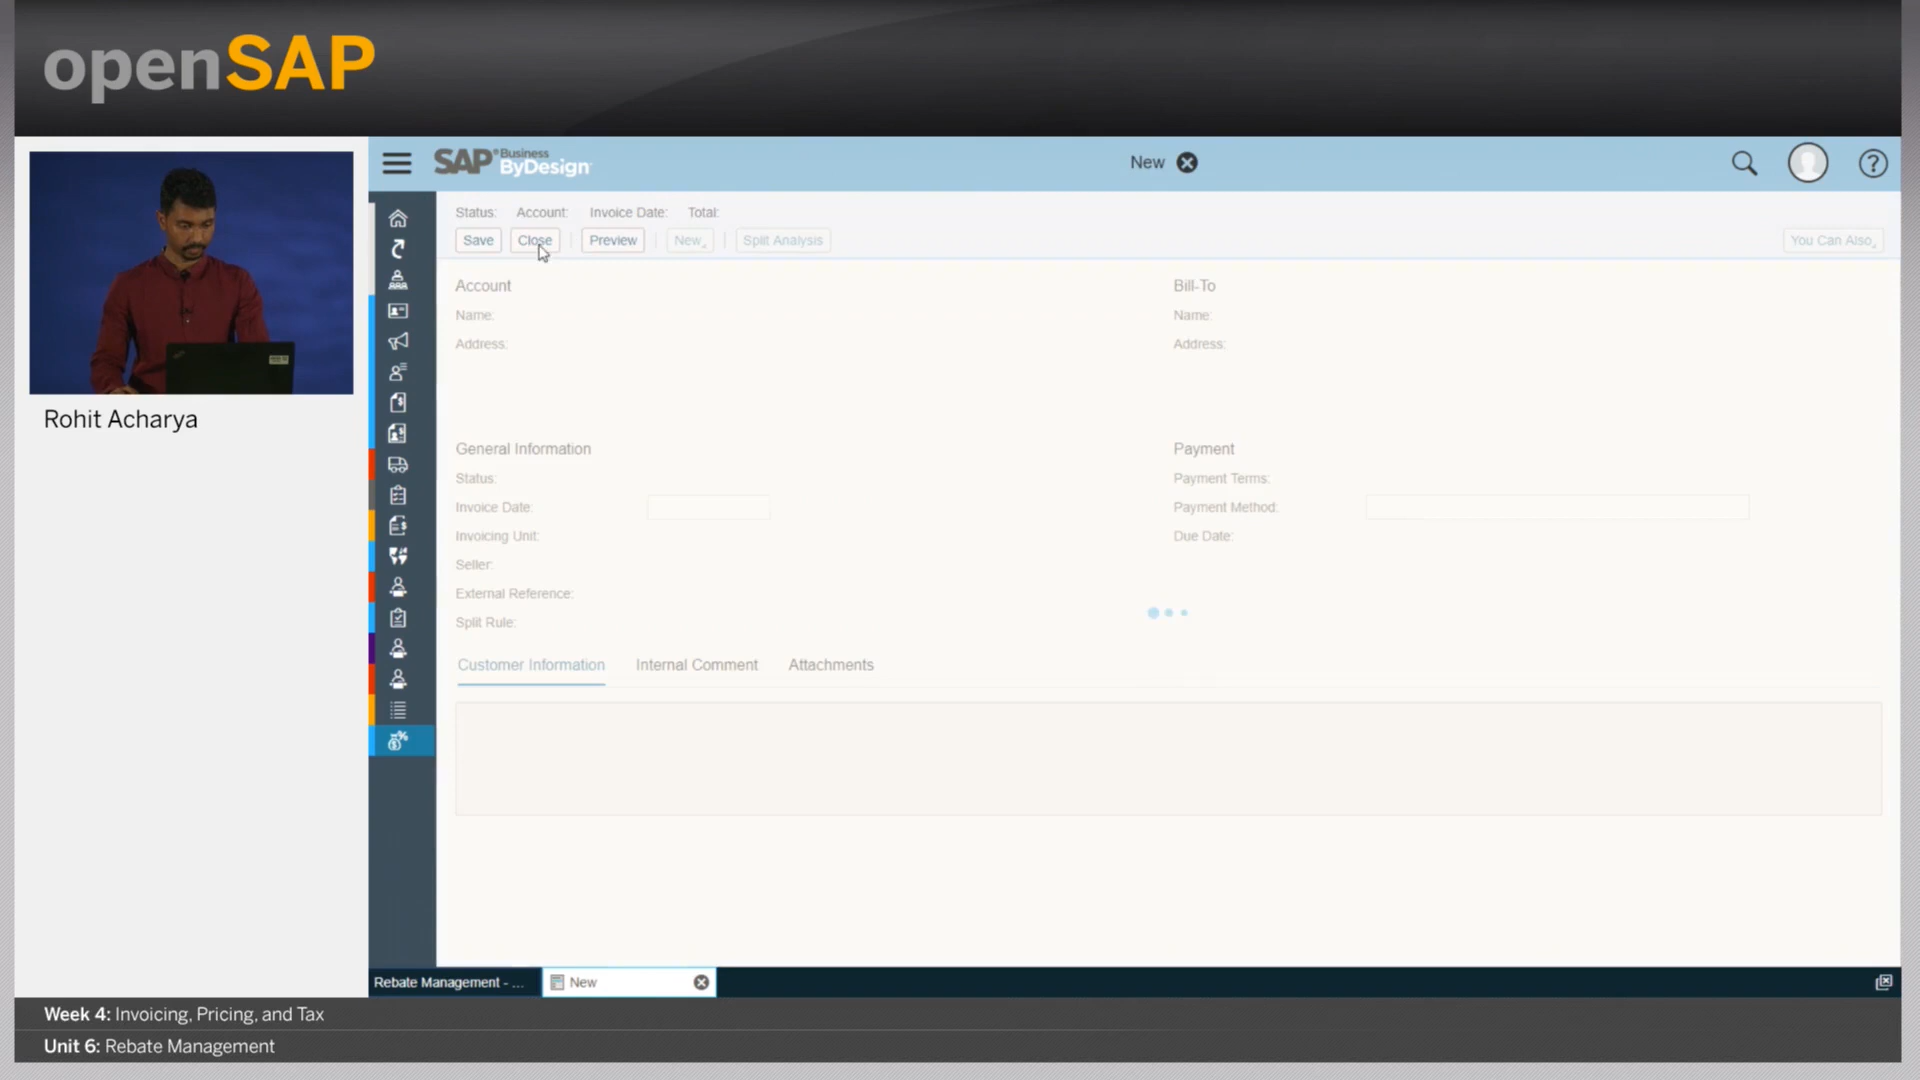 openSAP
SAP® Business ByDesign
New
Status: Account: Invoice Date: Total:
Save Close Preview New Split Analysis You Can Also
Account
Bill-To
Name:
Name:
Address:
Address:
Rohit Acharya
General Information
Payment
Status:
Payment Terms:
Invoice Date:
Payment Method:
Invoicing Unit:
Due Date:
Seller:
External Reference:
Split Rule:
Customer Information Internal Comment Attachments
Rebate Management - ... New
Week 4: Invoicing, Pricing, and Tax
Unit 6: Rebate Management